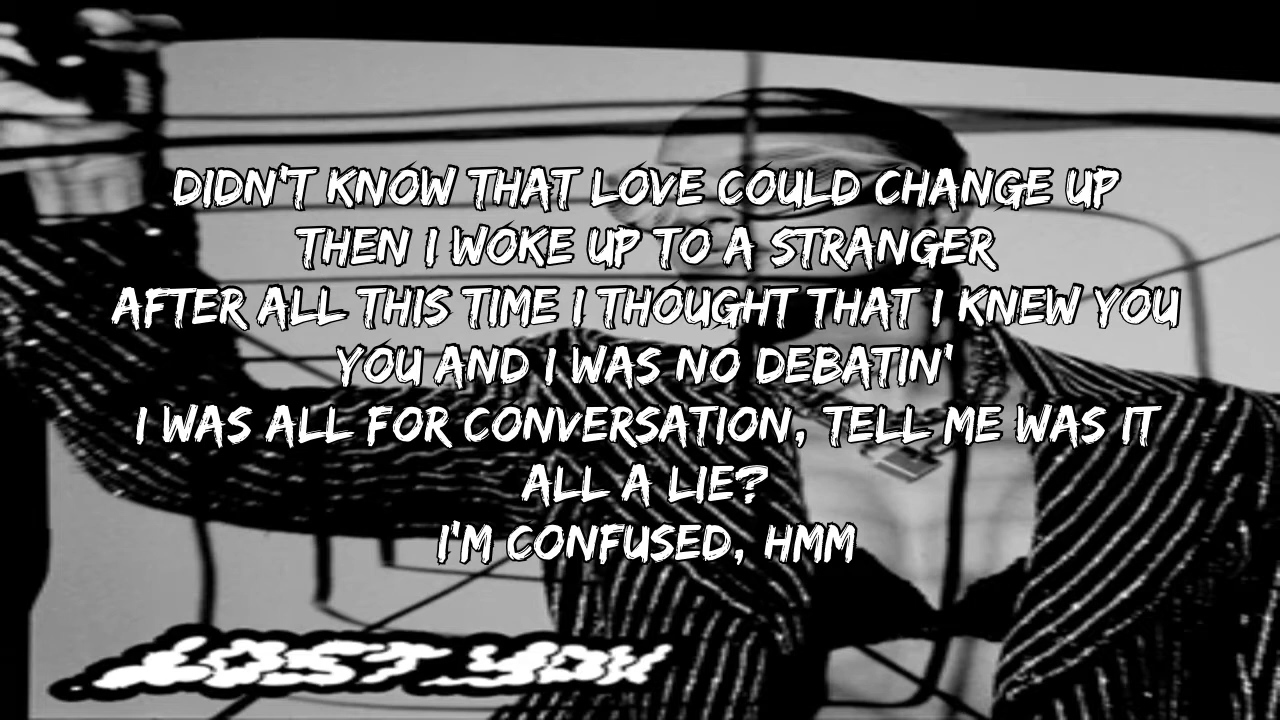 DIDN'T KNOW THAT LOVE COULD CHANGE UP
THEN I WOKE UP TO A STRANGER
AFTER ALL THIS TIME I THOUGHT THAT I KNEW YOU
YOU AND I WAS NO DEBATIN'
I WAS ALL FOR CONVERSATION, TELL ME WAS IT
ALL A LIE?
I'M CONFUSED, HMM
LOST YOU